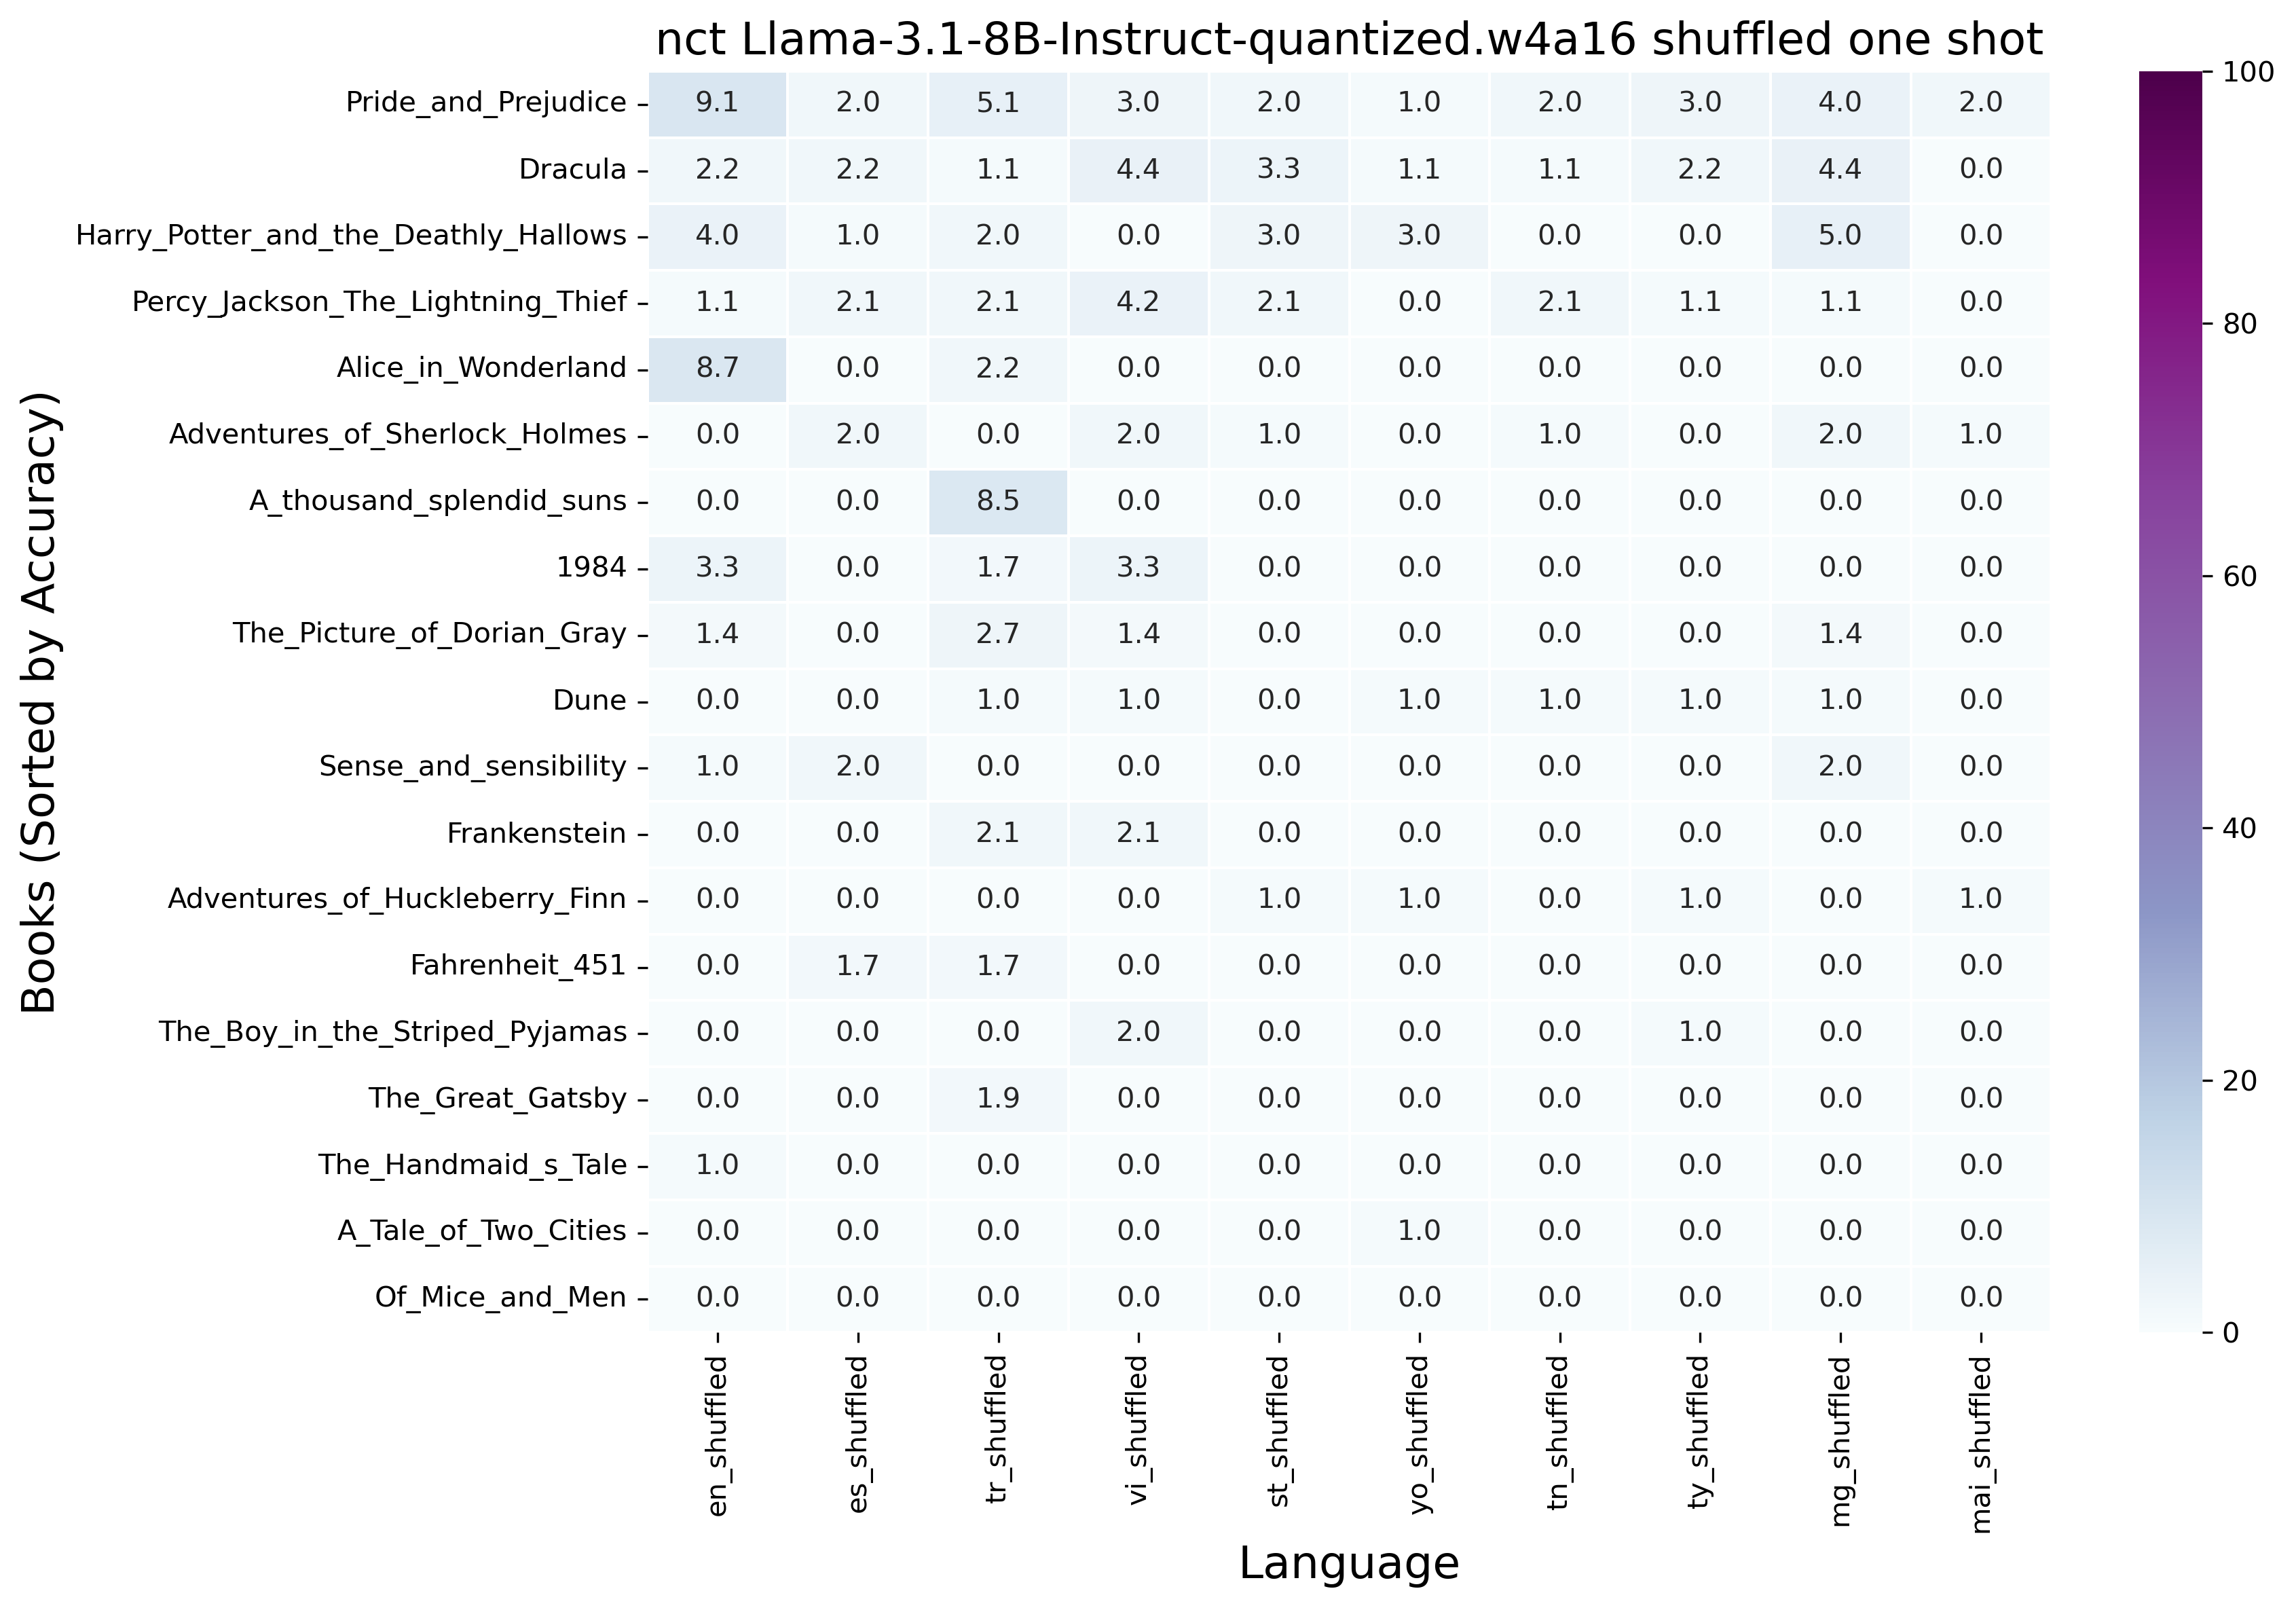 nct Llama-3.1-8B-Instruct-quantized.w4a16 shuffled one shot
Books (Sorted by Accuracy)
Pride_and_Prejudice 9.1 2.0 5.1 3.0 2.0 1.0 2.0 3.0 4.0 2.0
Dracula 2.2 2.2 1.1 4.4 3.3 1.1 1.1 2.2 4.4 0.0
Harry_Potter_and_the_Deathly_Hallows 4.0 1.0 2.0 0.0 3.0 3.0 0.0 0.0 5.0 0.0
Percy_Jackson_The_Lightning_Thief 1.1 2.1 2.1 4.2 2.1 0.0 2.1 1.1 1.1 0.0
Alice_in_Wonderland 8.7 0.0 2.2 0.0 0.0 0.0 0.0 0.0 0.0 0.0
Adventures_of_Sherlock_Holmes 0.0 2.0 0.0 2.0 1.0 0.0 1.0 0.0 2.0 1.0
A_thousand_splendid_suns 0.0 0.0 8.5 0.0 0.0 0.0 0.0 0.0 0.0 0.0
1984 3.3 0.0 1.7 3.3 0.0 0.0 0.0 0.0 0.0 0.0
The_Picture_of_Dorian_Gray 1.4 0.0 2.7 1.4 0.0 0.0 0.0 0.0 1.4 0.0
Dune 0.0 0.0 1.0 1.0 0.0 1.0 1.0 1.0 1.0 0.0
Sense_and_sensibility 1.0 2.0 0.0 0.0 0.0 0.0 0.0 0.0 2.0 0.0
Frankenstein 0.0 0.0 2.1 2.1 0.0 0.0 0.0 0.0 0.0 0.0
Adventures_of_Huckleberry_Finn 0.0 0.0 0.0 0.0 1.0 1.0 0.0 1.0 0.0 1.0
Fahrenheit_451 0.0 1.7 1.7 0.0 0.0 0.0 0.0 0.0 0.0 0.0
The_Boy_in_the_Striped_Pyjamas 0.0 0.0 0.0 2.0 0.0 0.0 0.0 1.0 0.0 0.0
The_Great_Gatsby 0.0 0.0 1.9 0.0 0.0 0.0 0.0 0.0 0.0 0.0
The_Handmaid_s_Tale 1.0 0.0 0.0 0.0 0.0 0.0 0.0 0.0 0.0 0.0
A_Tale_of_Two_Cities 0.0 0.0 0.0 0.0 0.0 1.0 0.0 0.0 0.0 0.0
Of_Mice_and_Men 0.0 0.0 0.0 0.0 0.0 0.0 0.0 0.0 0.0 0.0
en_shuffled
es_shuffled
tr_shuffled
vi_shuffled
st_shuffled
yo_shuffled
tn_shuffled
ty_shuffled
mg_shuffled
mai_shuffled
Language
100
80
60
40
20
0